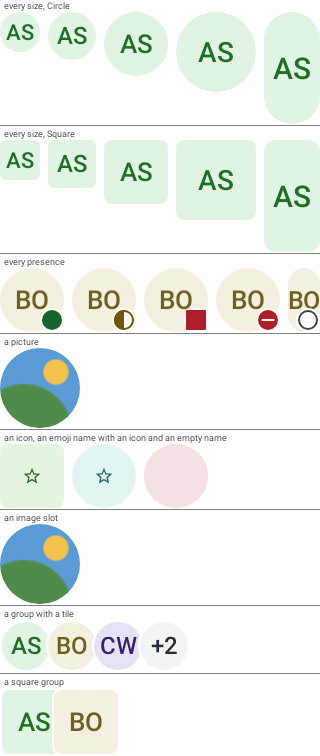 every size, Circle
AS AS AS AS AS
every size, Square
AS AS AS AS AS
every presence
BO BO BO BO BO
a picture
an icon, an emoji name with an icon and an empty name
an image slot
a group with a tile
AS BO CW +2
a square group
AS BO